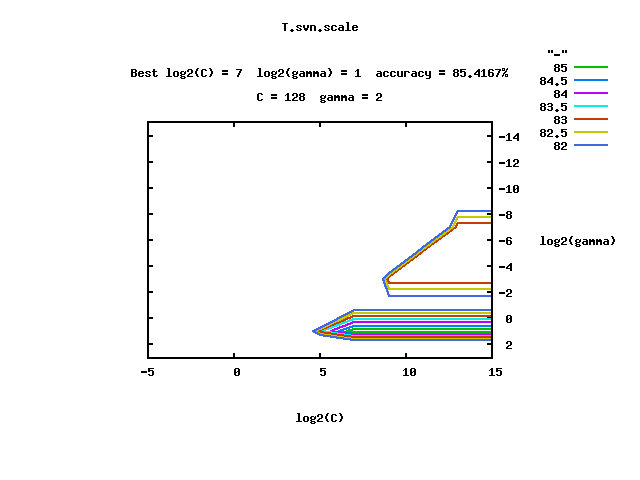 T.svn.scale
"-"
Best log2(C) = 7  log2(gamma) = 1  accuracy = 85.4167%
C = 128  gamma = 2
85
84.5
84
83.5
83
82.5
82
-14
-12
-10
-8
-6
-4
-2
0
2
log2(gamma)
-5 0 5 10 15
log2(C)